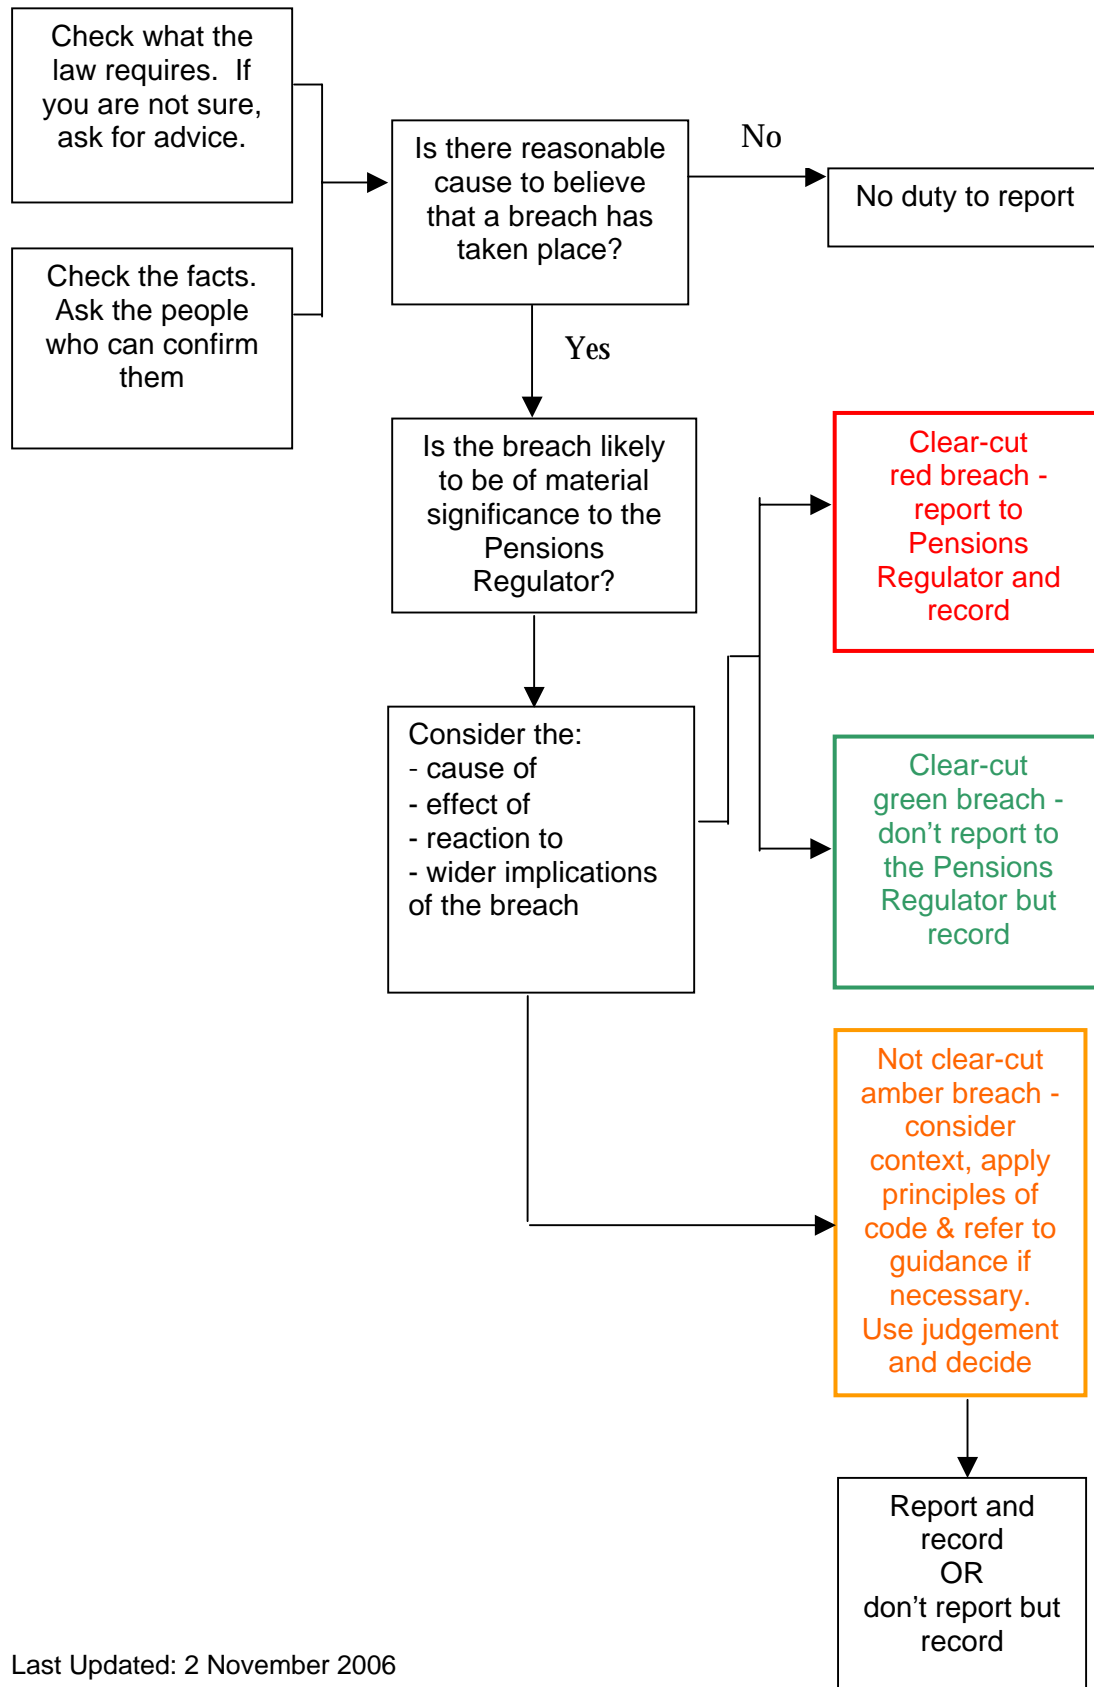 Check what the
law requires.  If
you are not sure,
ask for advice.
Check the facts.
Ask the people
who can confirm
them
Is there reasonable
cause to believe
that a breach has
taken place?
No
No duty to report
Yes
Is the breach likely
to be of material
significance to the
Pensions
Regulator?
Consider the:
- cause of
- effect of
- reaction to
- wider implications
of the breach
Clear-cut
red breach -
report to
Pensions
Regulator and
record
Clear-cut
green breach -
don’t report to
the Pensions
Regulator but
record
Not clear-cut
amber breach -
consider
context, apply
principles of
code & refer to
guidance if
necessary.
Use judgement
and decide
Report and
record
OR
don’t report but
record
Last Updated: 2 November 2006